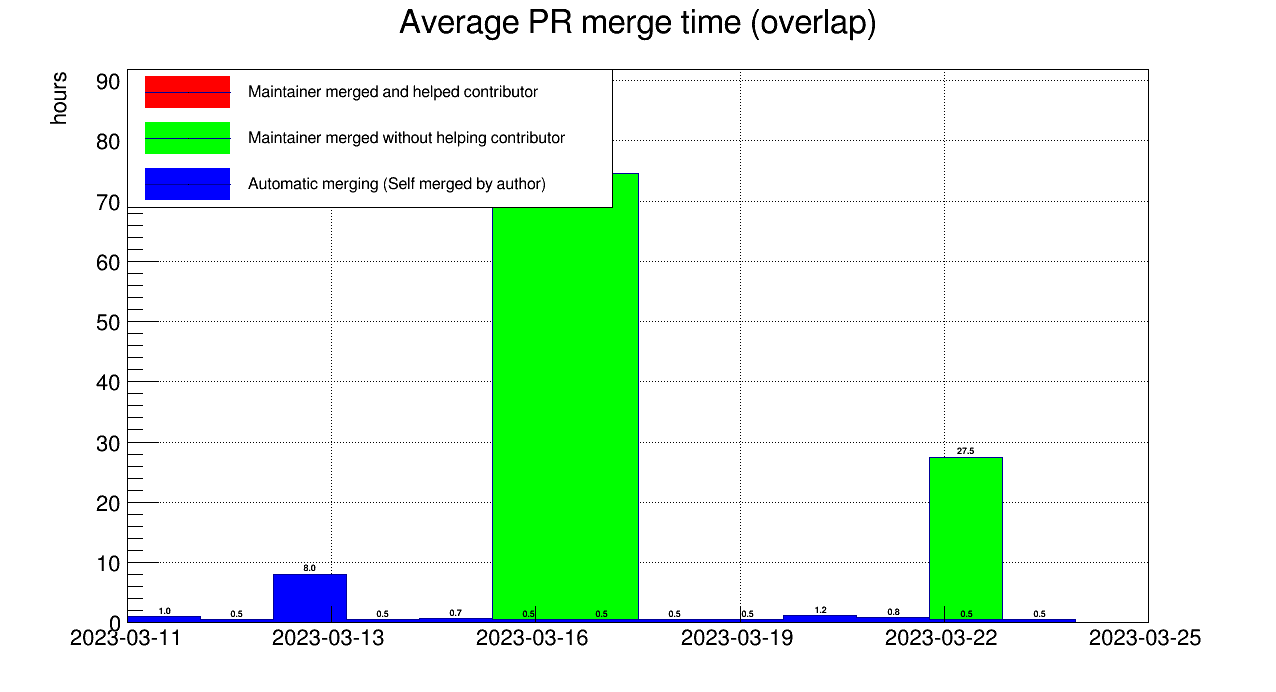 Average PR merge time (overlap)
hours
90
80
70
60
50
40
30
20
10
0
Maintainer merged and helped contributor
Maintainer merged without helping contributor
Automatic merging (Self merged by author)
27.5
8.0
1.0 0.5 0.5 0.7 0.5 0.5 0.5 0.5 1.2 0.8 0.5 0.5
2023-03-11 2023-03-13 2023-03-16 2023-03-19 2023-03-22 2023-03-25